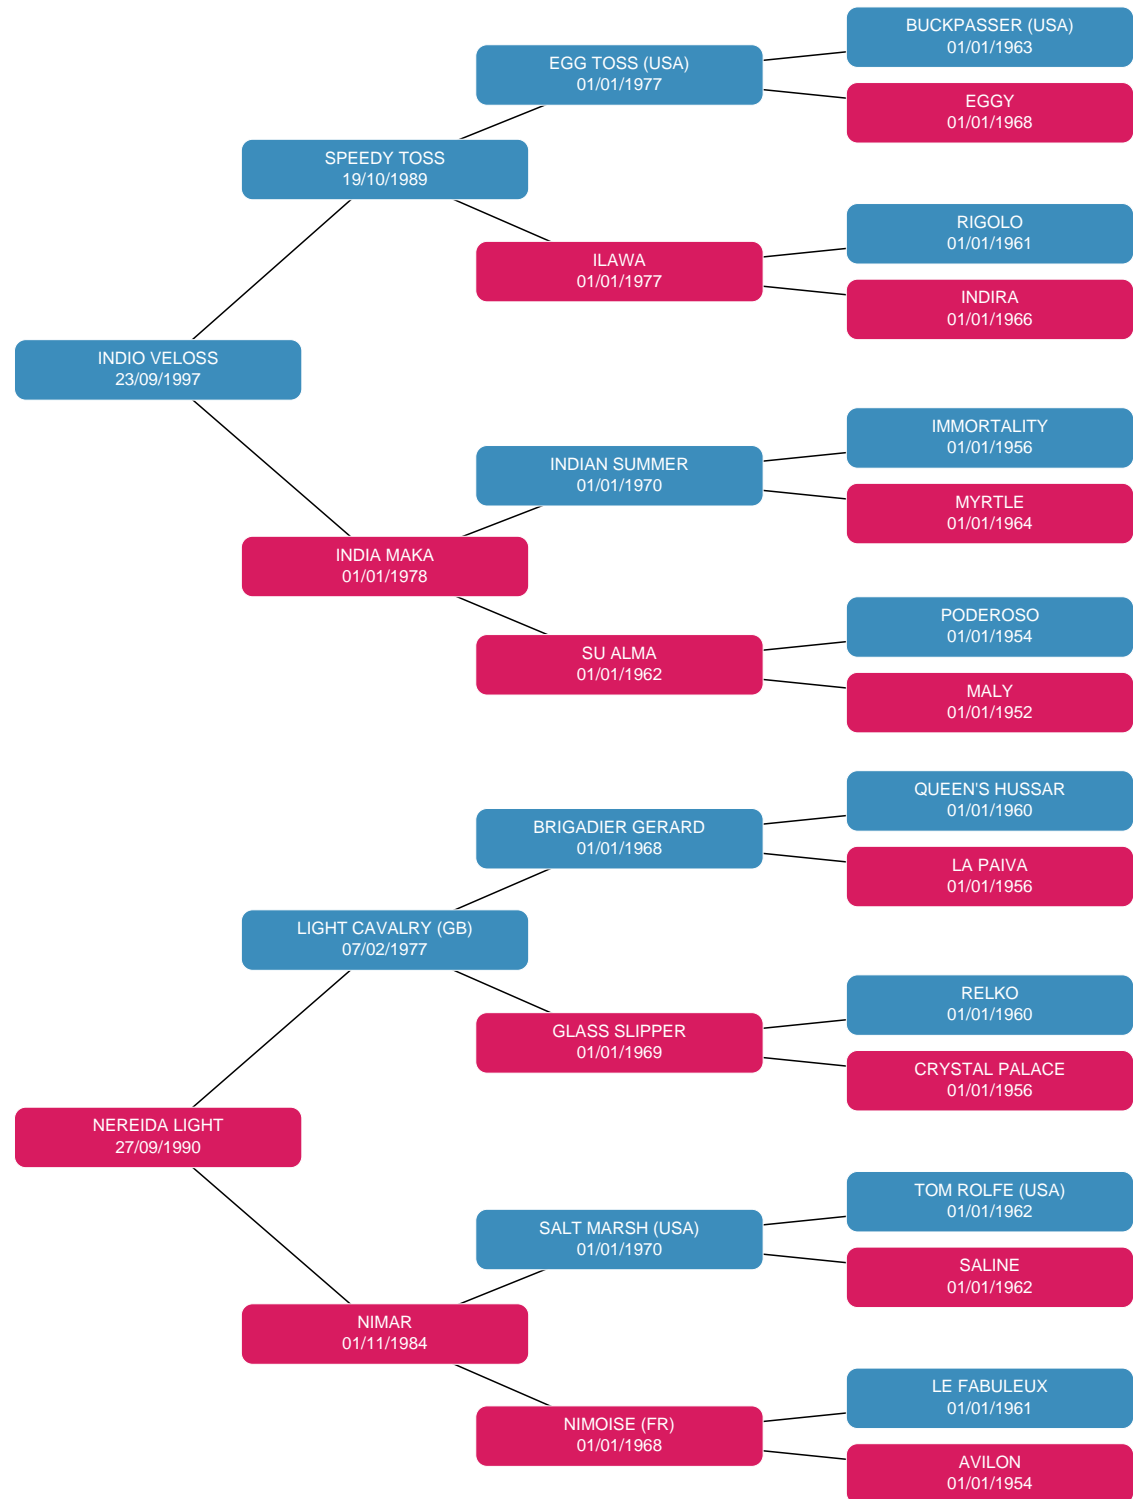 BUCKPASSER (USA)
01/01/1963
EGG TOSS (USA)
01/01/1977
EGGY
01/01/1968
SPEEDY TOSS
19/10/1989
RIGOLO
01/01/1961
ILAWA
01/01/1977
INDIRA
01/01/1966
INDIO VELOSS
23/09/1997
IMMORTALITY
01/01/1956
INDIAN SUMMER
01/01/1970
MYRTLE
01/01/1964
INDIA MAKA
01/01/1978
PODEROSO
01/01/1954
SU ALMA
01/01/1962
MALY
01/01/1952
QUEEN'S HUSSAR
01/01/1960
BRIGADIER GERARD
01/01/1968
LA PAIVA
01/01/1956
LIGHT CAVALRY (GB)
07/02/1977
RELKO
01/01/1960
GLASS SLIPPER
01/01/1969
CRYSTAL PALACE
01/01/1956
NEREIDA LIGHT
27/09/1990
TOM ROLFE (USA)
01/01/1962
SALT MARSH (USA)
01/01/1970
SALINE
01/01/1962
NIMAR
01/11/1984
LE FABULEUX
01/01/1961
NIMOISE (FR)
01/01/1968
AVILON
01/01/1954